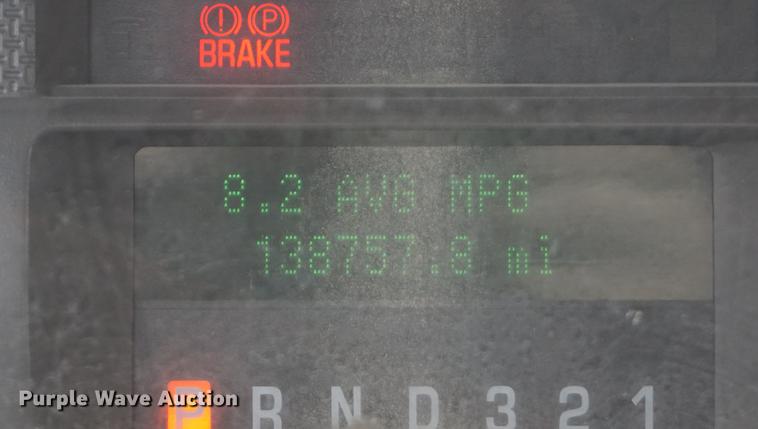 (!) (P)
BRAKE
8.2 AVG MPG
138757.8 mi
P R N D 3 2 1
Purple Wave Auction